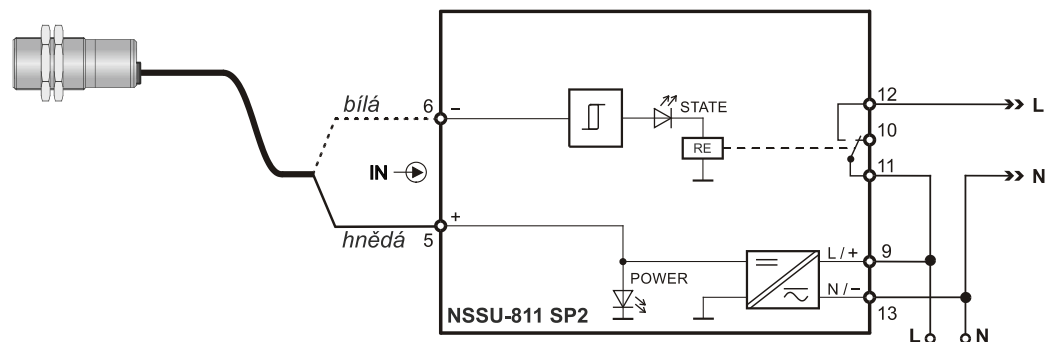 12
L
bílá
6
−
STATE
10
RE
11
IN
N
+
hnědá
5
L / +
9
POWER
N / −
13
NSSU-811 SP2
L
N